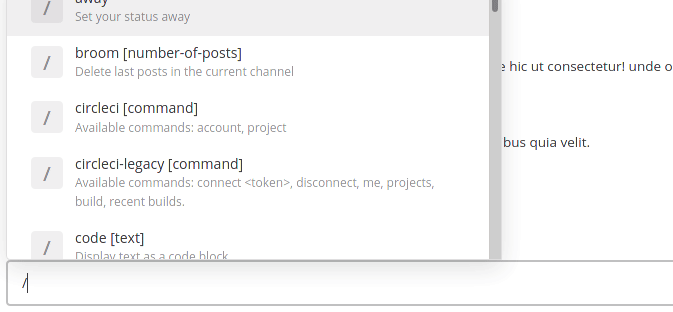 / away
Set your status away
/ broom [number-of-posts]
Delete last posts in the current channel
hic ut consectetur! unde
/ circleci [command]
Available commands: account, project
bus quia velit.
/ circleci-legacy [command]
Available commands: connect <token>, disconnect, me, projects,
build, recent builds.
/ code [text]
Display text as a code block
/